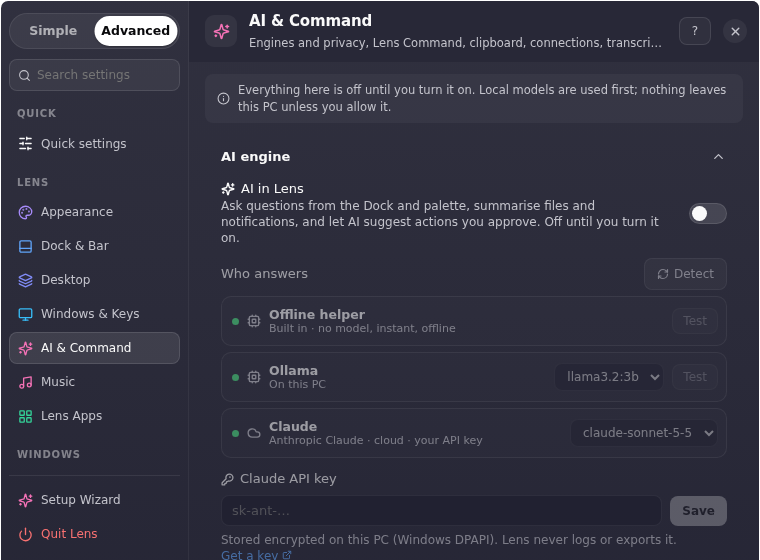 Simple
Advanced
Search settings
QUICK
Quick settings
LENS
Appearance
Dock & Bar
Desktop
Windows & Keys
AI & Command
Music
Lens Apps
WINDOWS
Setup Wizard
Quit Lens
AI & Command
Engines and privacy, Lens Command, clipboard, connections, transcri...
?
Everything here is off until you turn it on. Local models are used first; nothing leaves
this PC unless you allow it.
AI engine
AI in Lens
Ask questions from the Dock and palette, summarise files and
notifications, and let AI suggest actions you approve. Off until you turn it
on.
Who answers
Detect
Offline helper
Built in · no model, instant, offline
Test
Ollama
On this PC
llama3.2:3b
Test
Claude
Anthropic Claude · cloud · your API key
claude-sonnet-5-5
Claude API key
sk-ant-...
Save
Stored encrypted on this PC (Windows DPAPI). Lens never logs or exports it.
Get a key